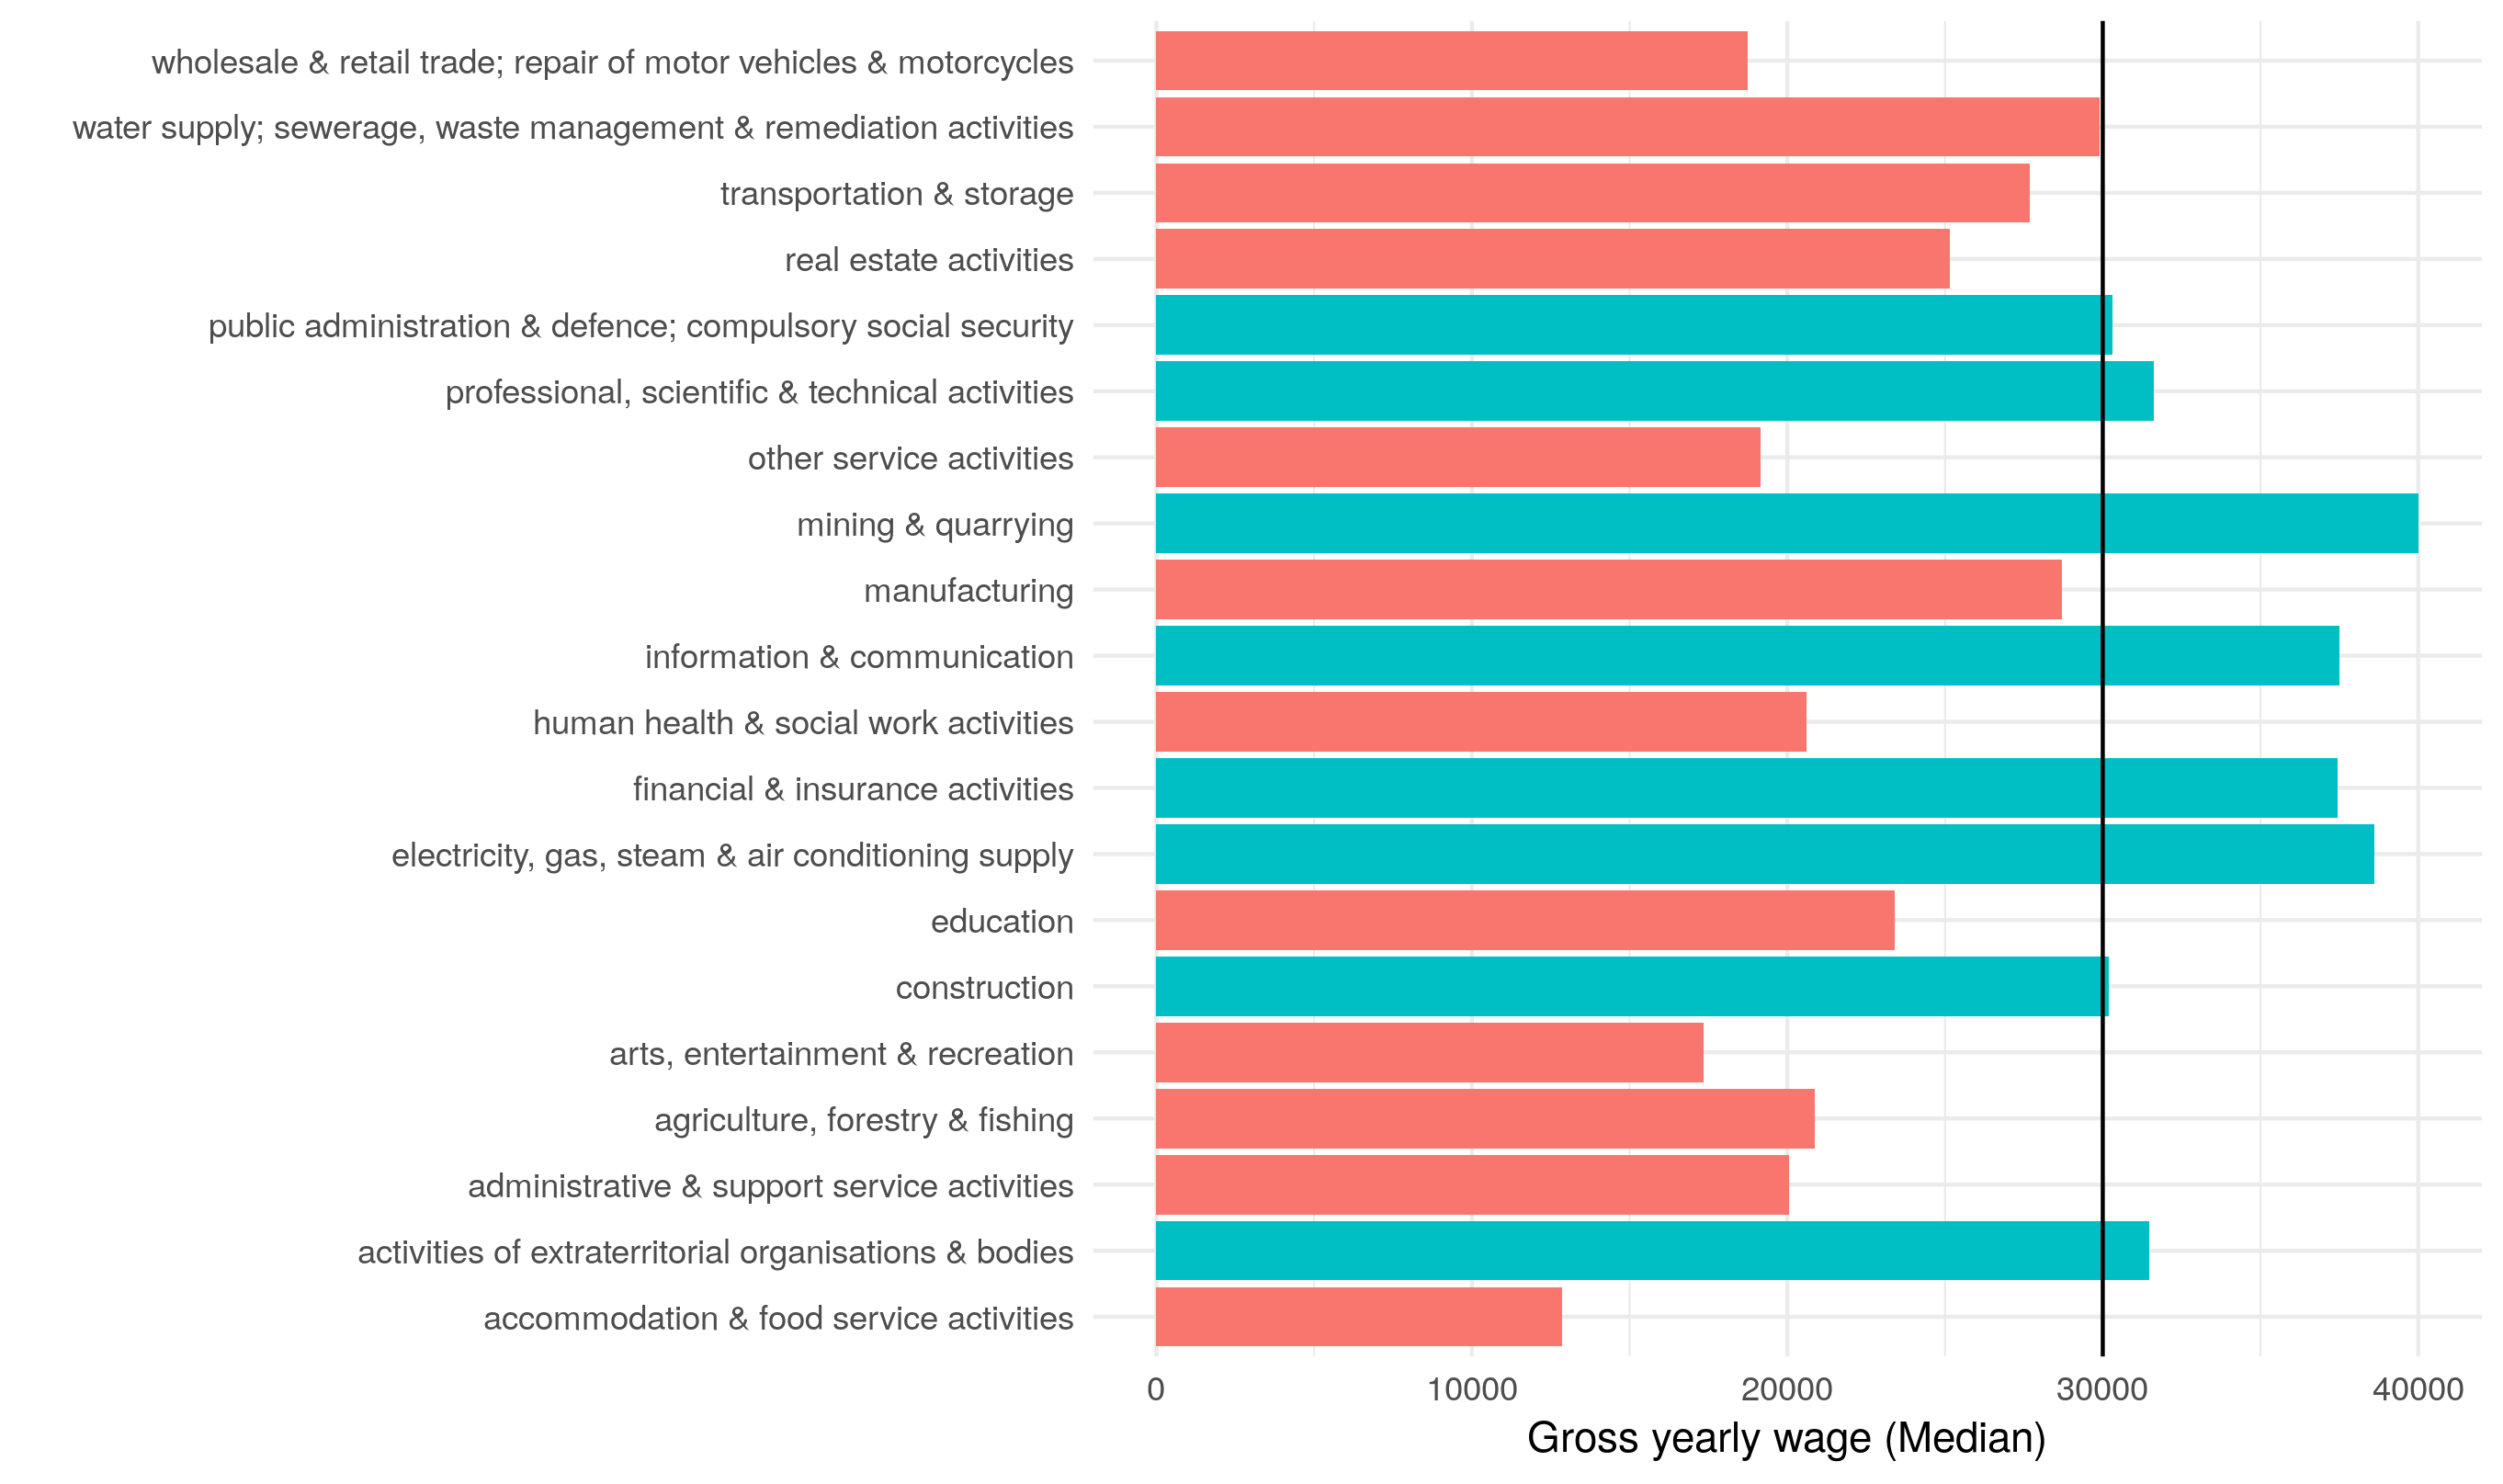 wholesale & retail trade; repair of motor vehicles & motorcycles
water supply; sewerage, waste management & remediation activities
transportation & storage
real estate activities
public administration & defence; compulsory social security
professional, scientific & technical activities
other service activities
mining & quarrying
manufacturing
information & communication
human health & social work activities
financial & insurance activities
electricity, gas, steam & air conditioning supply
education
construction
arts, entertainment & recreation
agriculture, forestry & fishing
administrative & support service activities
activities of extraterritorial organisations & bodies
accommodation & food service activities
0 10000 20000 30000 40000
Gross yearly wage (Median)